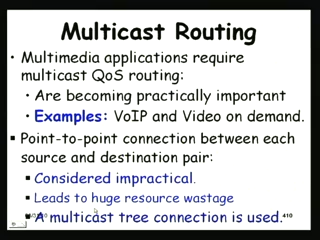 Multicast Routing
• Multimedia applications require
multicast QoS routing:
• Are becoming practically important
• Examples: VoIP and Video on demand.
▪ Point-to-point connection between each
source and destination pair:
▪ Considered impractical.
▪ Leads to huge resource wastage
▪ A multicast tree connection is used.
410